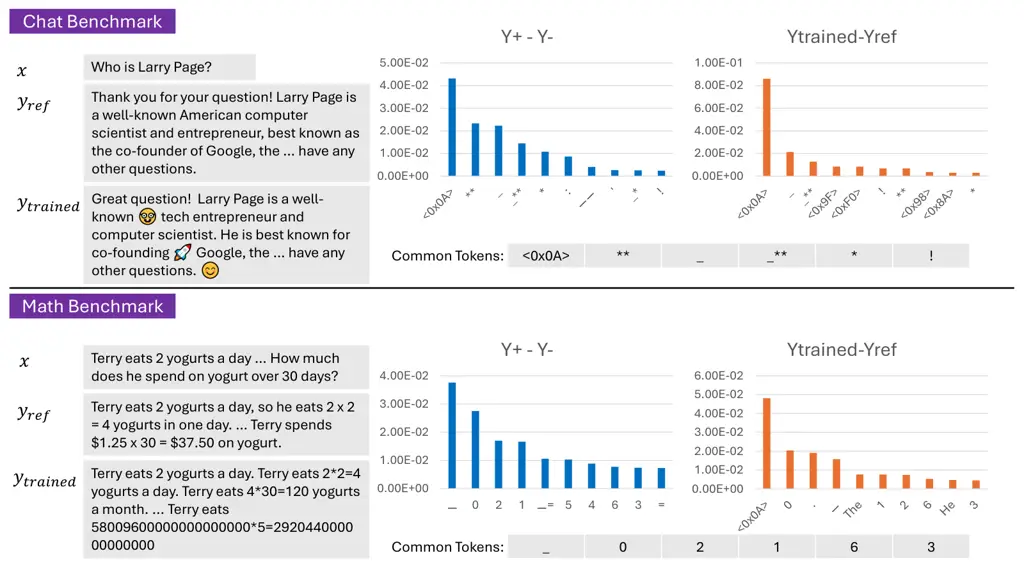 Chat Benchmark
x
Who is Larry Page?
y_ref
Thank you for your question! Larry Page is
a well-known American computer
scientist and entrepreneur, best known as
the co-founder of Google, the ... have any
other questions.
y_trained
Great question! Larry Page is a well-
known 🤓 tech entrepreneur and
computer scientist. He is best known for
co-founding 🚀 Google, the ... have any
other questions. 😊
Y+ - Y-
5.00E-02
4.00E-02
3.00E-02
2.00E-02
1.00E-02
0.00E+00
<0x0A> ** _ _** * : __ ' _* !
Ytrained-Yref
1.00E-01
8.00E-02
6.00E-02
4.00E-02
2.00E-02
0.00E+00
<0x0A> _ _** <0x9F> <0xF0> ! ** <0x98> <0x8A> *
Common Tokens: <0x0A> ** _ _** * !
Math Benchmark
x
Terry eats 2 yogurts a day ... How much
does he spend on yogurt over 30 days?
y_ref
Terry eats 2 yogurts a day, so he eats 2 x 2
= 4 yogurts in one day. ... Terry spends
$1.25 x 30 = $37.50 on yogurt.
y_trained
Terry eats 2 yogurts a day. Terry eats 2*2=4
yogurts a day. Terry eats 4*30=120 yogurts
a month. ... Terry eats
58009600000000000000*5=2920440000
00000000
Y+ - Y-
4.00E-02
3.00E-02
2.00E-02
1.00E-02
0.00E+00
_ 0 2 1 _= 5 4 6 3 =
Ytrained-Yref
6.00E-02
5.00E-02
4.00E-02
3.00E-02
2.00E-02
1.00E-02
0.00E+00
<0x0A> 0 . _ The 1 2 6 He 3
Common Tokens: _ 0 2 1 6 3